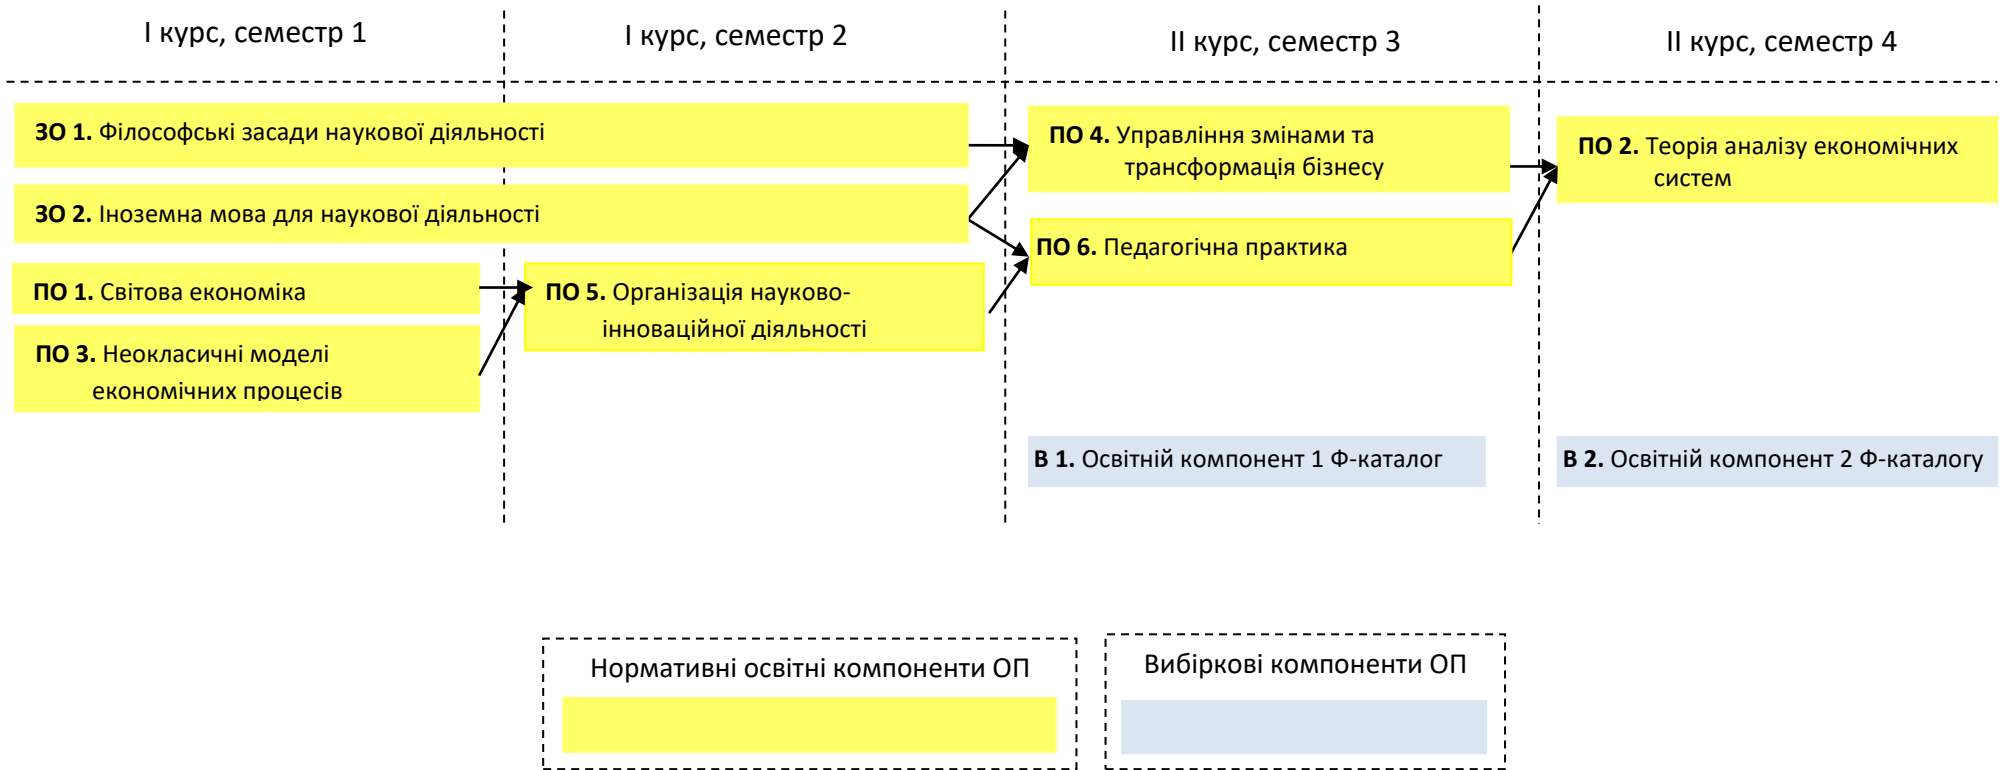 І курс, семестр 1
І курс, семестр 2
ІІ курс, семестр 3
ІІ курс, семестр 4
ЗО 1. Філософські засади наукової діяльності
ПО 4. Управління змінами та
трансформація бізнесу
ПО 2. Теорія аналізу економічних
систем
ЗО 2. Іноземна мова для наукової діяльності
ПО 6. Педагогічна практика
ПО 1. Світова економіка
ПО 5. Організація науково-
інноваційної діяльності
ПО 3. Неокласичні моделі
економічних процесів
В 1. Освітній компонент 1 Ф-каталог
В 2. Освітній компонент 2 Ф-каталогу
Нормативні освітні компоненти ОП
Вибіркові компоненти ОП